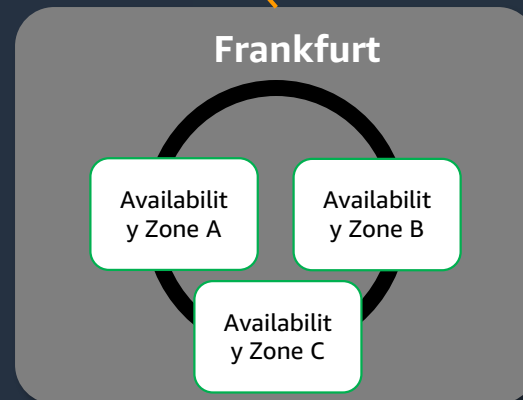 Frankfurt
Availabilit
y Zone A
Availabilit
y Zone B
Availabilit
y Zone C